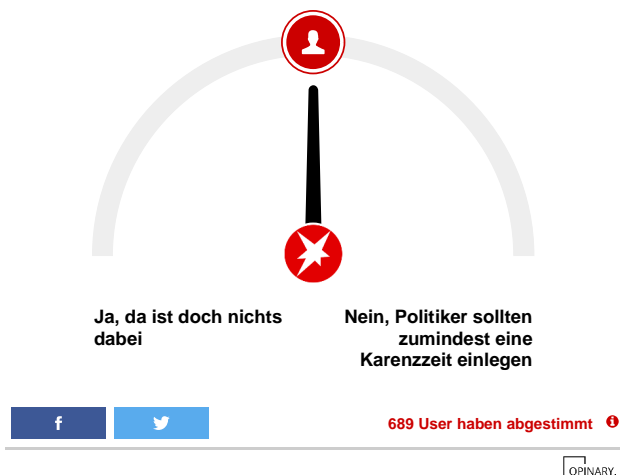 Ja, da ist doch nichts
dabei
Nein, Politiker sollten
zumindest eine
Karenzzeit einlegen
f
689 User haben abgestimmt
OPINARY.